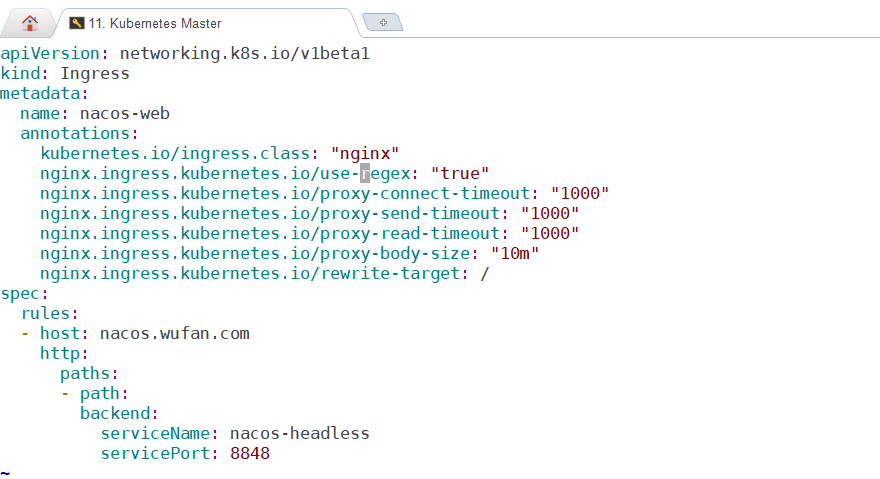 11. Kubernetes Master
apiVersion: networking.k8s.io/v1beta1
kind: Ingress
metadata:
  name: nacos-web
  annotations:
    kubernetes.io/ingress.class: "nginx"
    nginx.ingress.kubernetes.io/use-regex: "true"
    nginx.ingress.kubernetes.io/proxy-connect-timeout: "1000"
    nginx.ingress.kubernetes.io/proxy-send-timeout: "1000"
    nginx.ingress.kubernetes.io/proxy-read-timeout: "1000"
    nginx.ingress.kubernetes.io/proxy-body-size: "10m"
    nginx.ingress.kubernetes.io/rewrite-target: /
spec:
  rules:
  - host: nacos.wufan.com
    http:
      paths:
      - path:
        backend:
          serviceName: nacos-headless
          servicePort: 8848
~